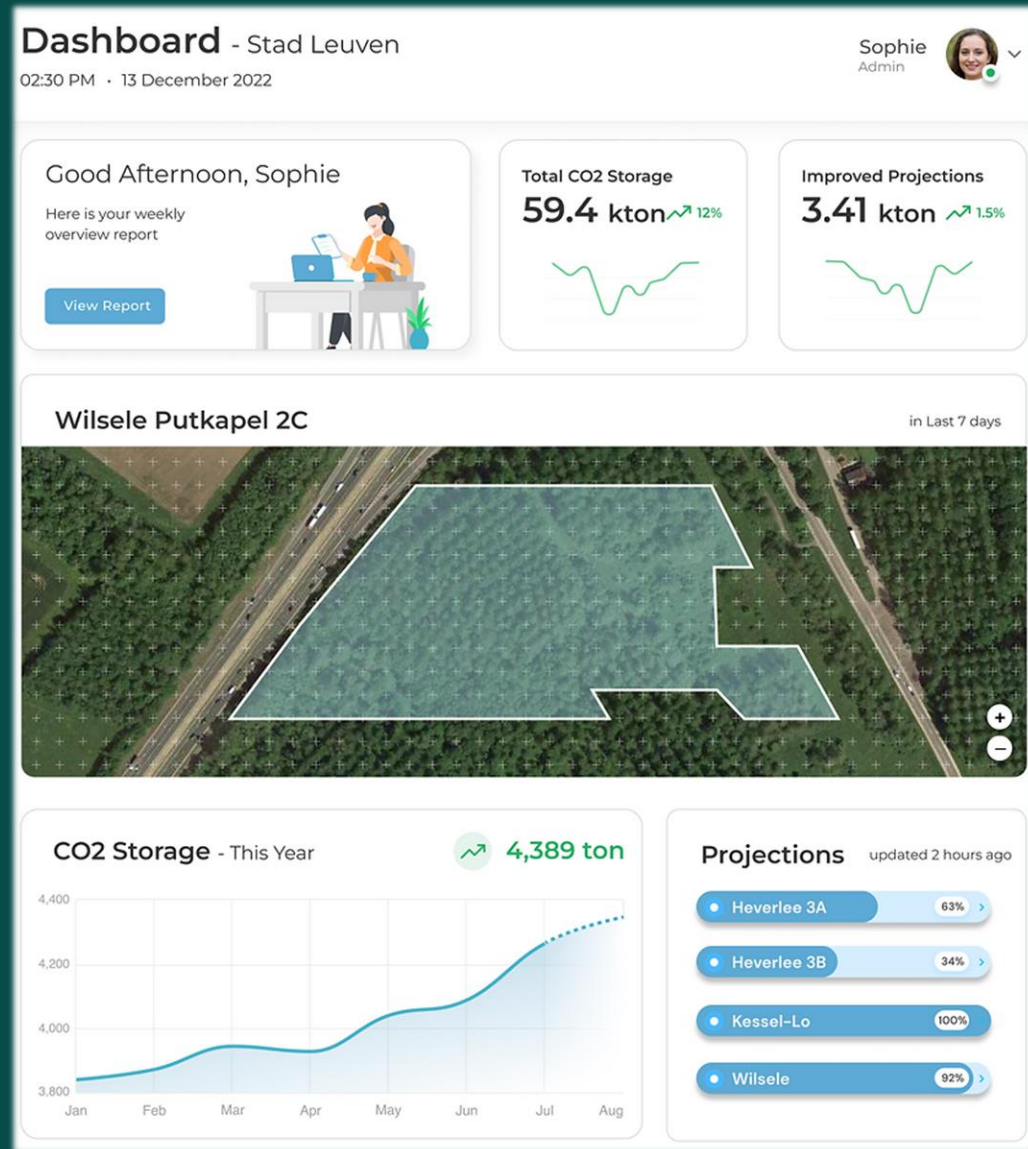 Dashboard - Stad Leuven
02:30 PM · 13 December 2022
Sophie
Admin
Good Afternoon, Sophie
Here is your weekly
overview report
View Report
Total CO2 Storage
59.4 kton 12%
Improved Projections
3.41 kton 1.5%
Wilsele Putkapel 2C
in Last 7 days
+
−
CO2 Storage - This Year
4,389 ton
4,400
4,200
4,000
3,800
Jan Feb Mar Apr May Jun Jul Aug
Projections updated 2 hours ago
Heverlee 3A 63% >
Heverlee 3B 34% >
Kessel-Lo 100%
Wilsele 92% >